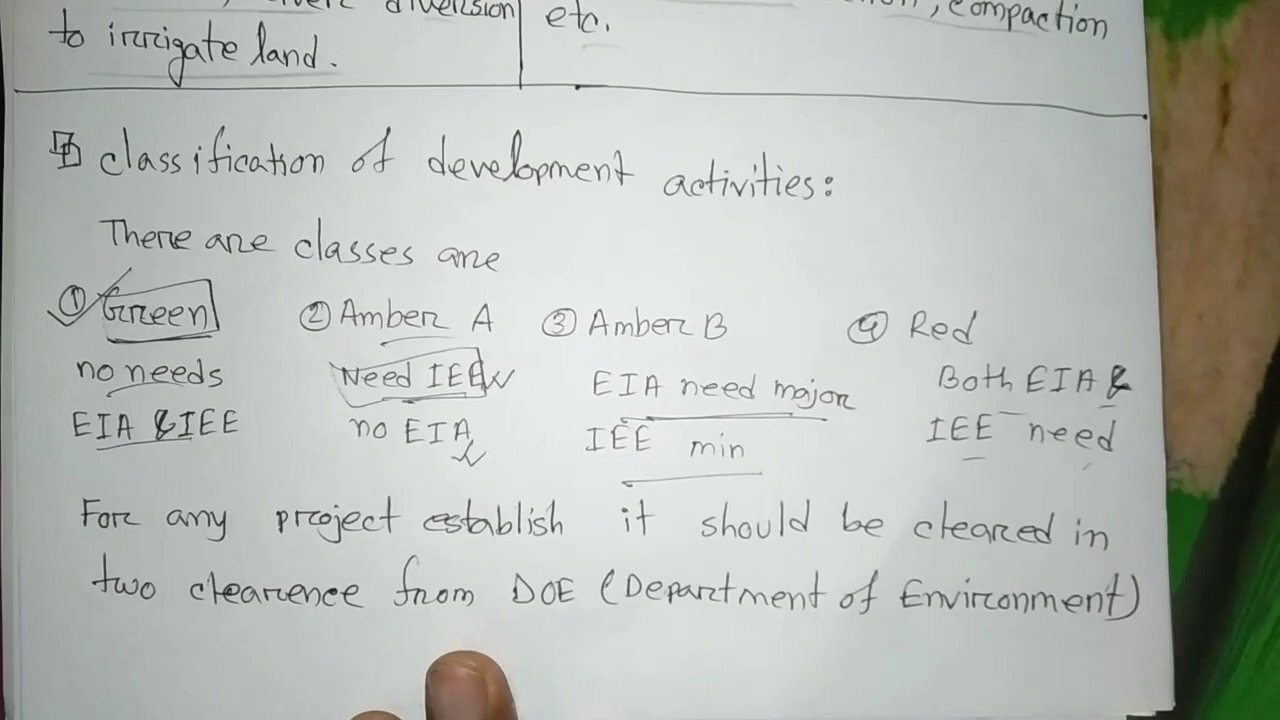 diversion
etc.
, compaction
to irrigate land.
classification of development activities:
There are classes are
① Green
② Amber A
③ Amber B
④ Red
no needs
EIA & IEE
Need IEE
no EIA
EIA need major
IEE min
Both EIA &
IEE need
For any project establish it should be cleared in
two clearence from DOE (Department of Environment)